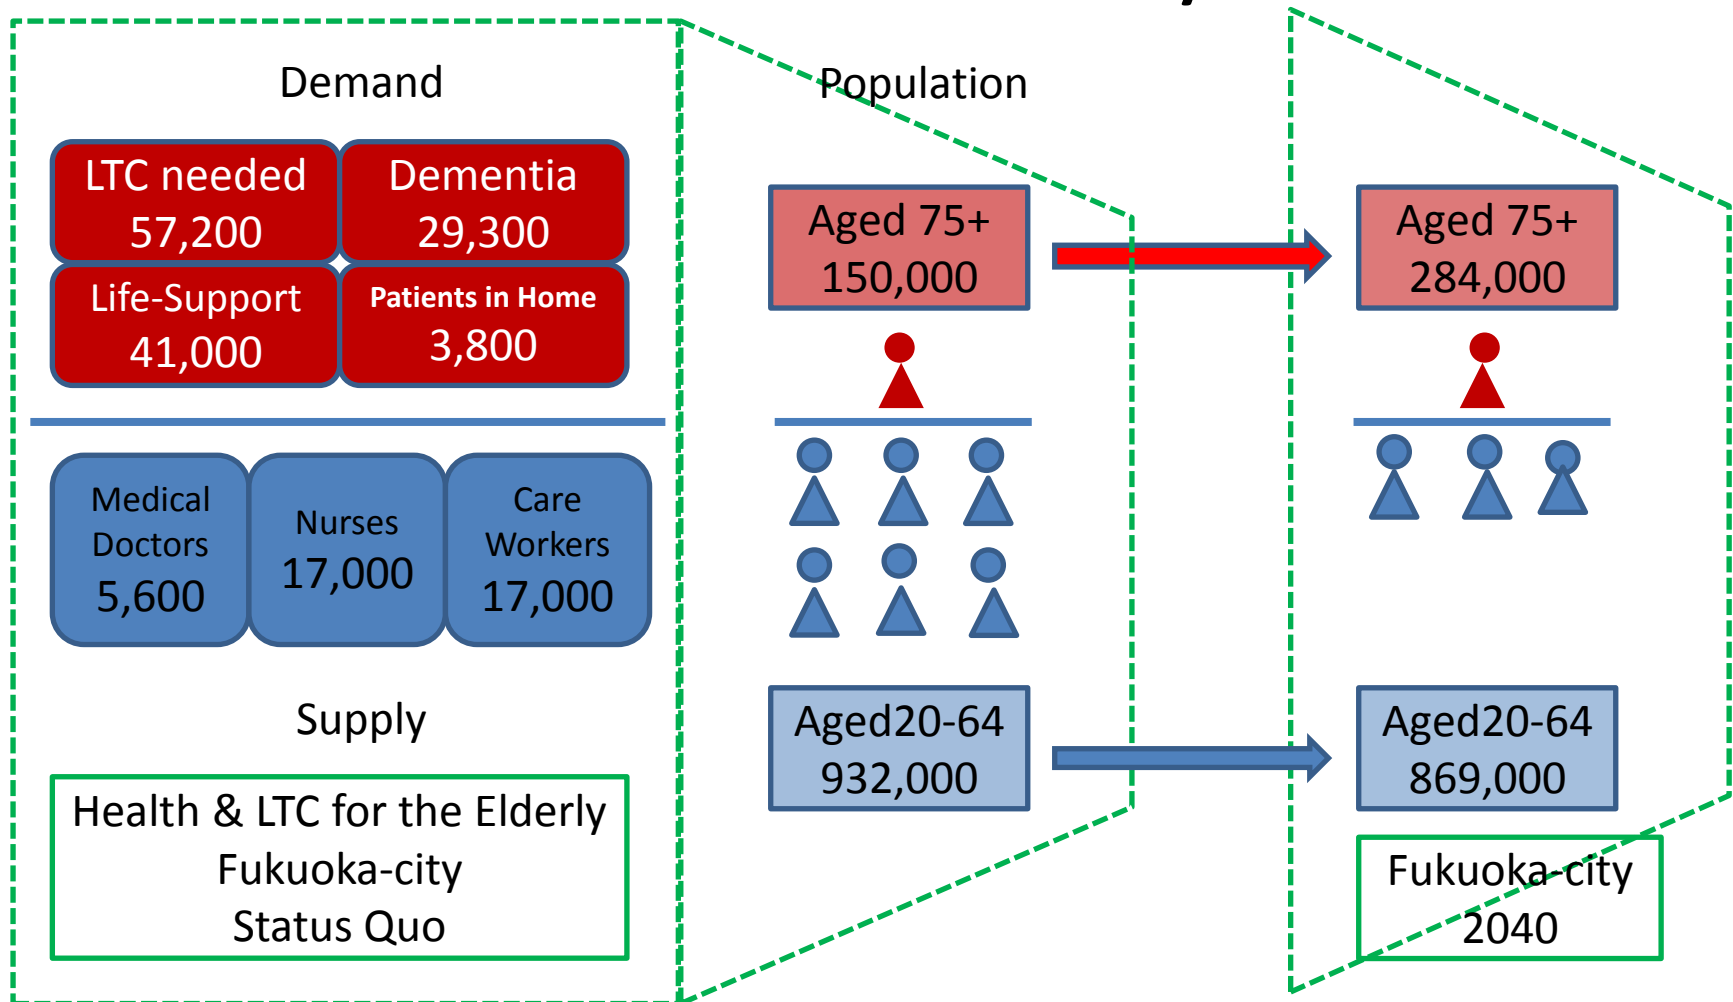 Demand
LTC needed
57,200
Dementia
29,300
Life-Support
41,000
Patients in Home
3,800
Medical
Doctors
5,600
Nurses
17,000
Care
Workers
17,000
Supply
Health & LTC for the Elderly
Fukuoka-city
Status Quo
Population
Aged 75+
150,000
Aged20-64
932,000
Aged 75+
284,000
Aged20-64
869,000
Fukuoka-city
2040